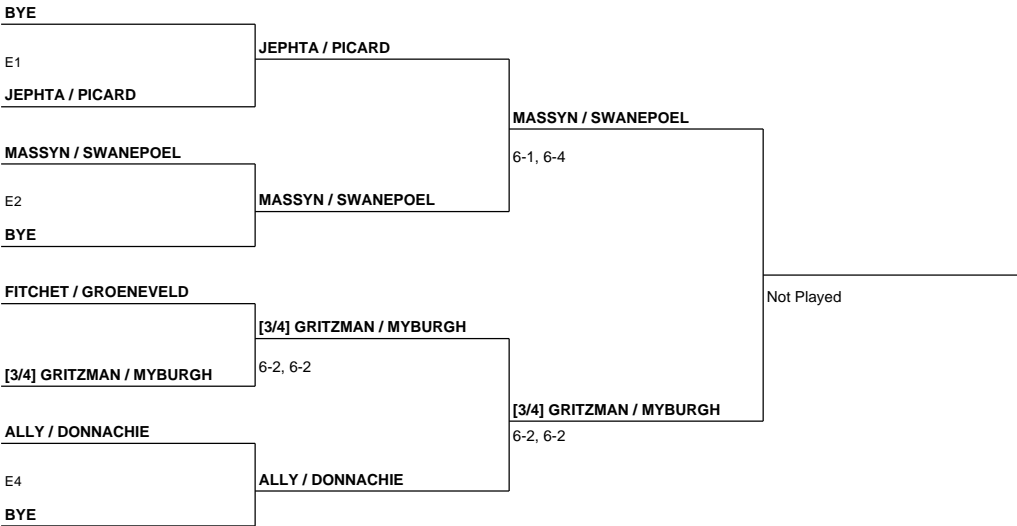 BYE
E1
JEPHTA / PICARD
MASSYN / SWANEPOEL
E2
BYE
FITCHET / GROENEVELD
[3/4] GRITZMAN / MYBURGH
ALLY / DONNACHIE
E4
BYE
JEPHTA / PICARD
MASSYN / SWANEPOEL
[3/4] GRITZMAN / MYBURGH
6-2, 6-2
ALLY / DONNACHIE
MASSYN / SWANEPOEL
6-1, 6-4
[3/4] GRITZMAN / MYBURGH
6-2, 6-2
Not Played